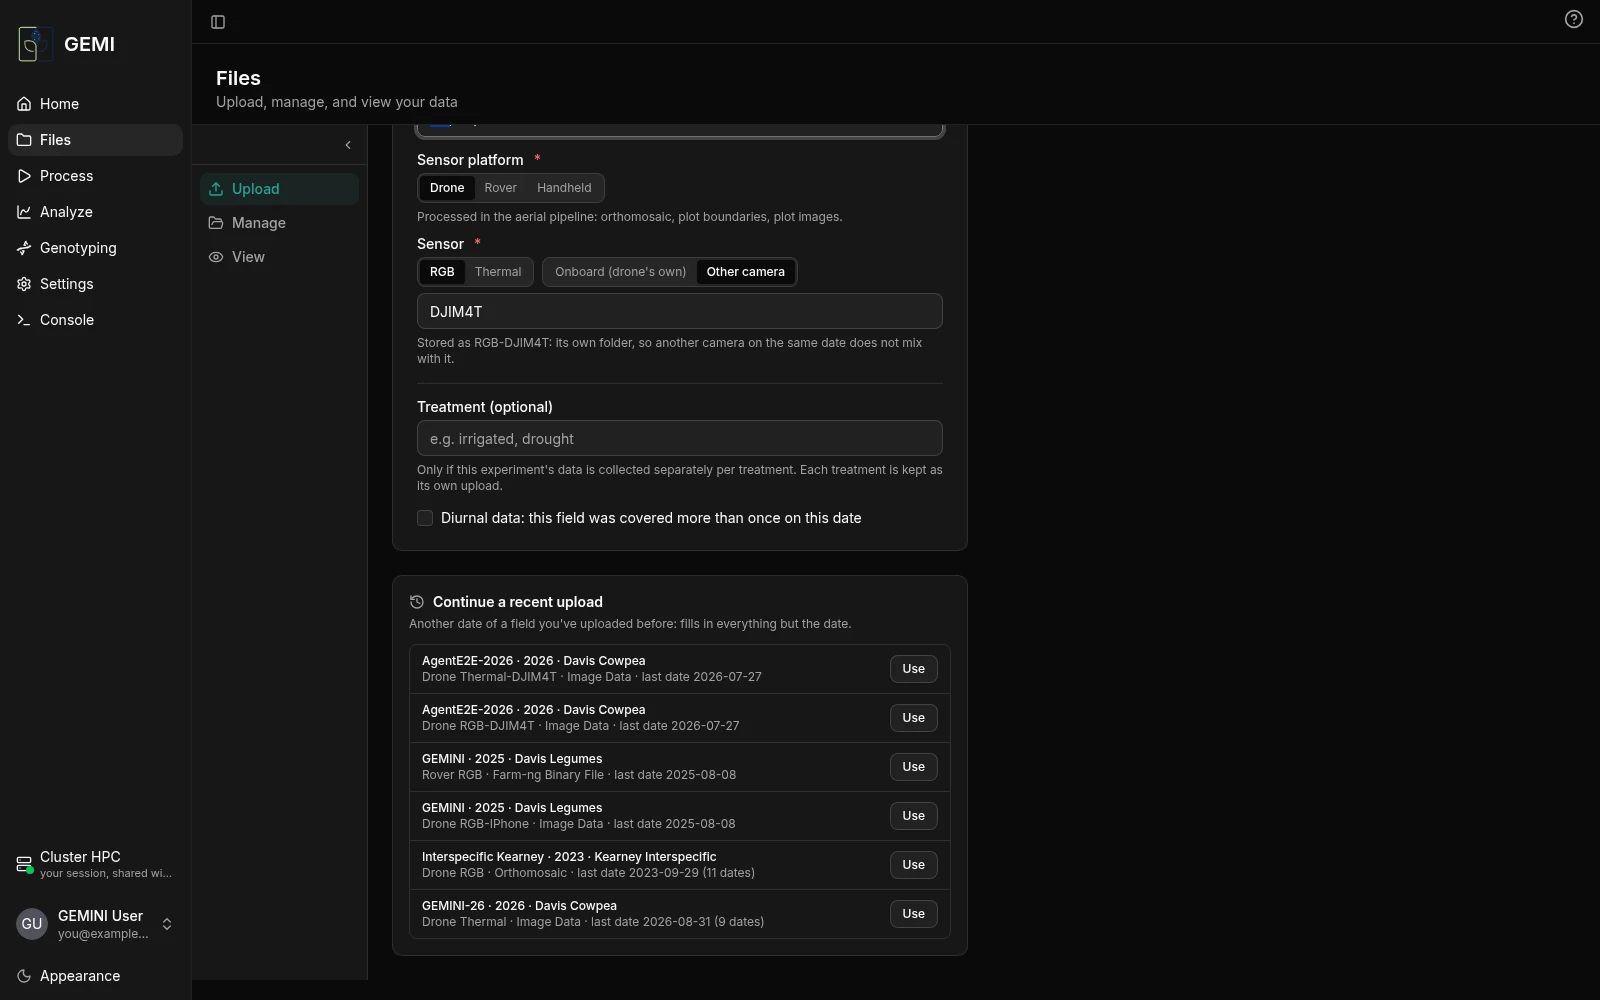 GEMI
Home
Files
Process
Analyze
Genotyping
Settings
Console
Cluster HPC
your session, shared wi...
GU
GEMINI User
you@example...
Appearance
Files
Upload, manage, and view your data
Upload
Manage
View
Sensor platform *
Drone Rover Handheld
Processed in the aerial pipeline: orthomosaic, plot boundaries, plot images.
Sensor *
RGB Thermal Onboard (drone's own) Other camera
DJIM4T
Stored as RGB-DJIM4T: its own folder, so another camera on the same date does not mix
with it.
Treatment (optional)
e.g. irrigated, drought
Only if this experiment's data is collected separately per treatment. Each treatment is kept as
its own upload.
Diurnal data: this field was covered more than once on this date
Continue a recent upload
Another date of a field you've uploaded before: fills in everything but the date.
AgentE2E-2026 · 2026 · Davis Cowpea
Drone Thermal-DJIM4T · Image Data · last date 2026-07-27
Use
AgentE2E-2026 · 2026 · Davis Cowpea
Drone RGB-DJIM4T · Image Data · last date 2026-07-27
Use
GEMINI · 2025 · Davis Legumes
Rover RGB · Farm-ng Binary File · last date 2025-08-08
Use
GEMINI · 2025 · Davis Legumes
Drone RGB-IPhone · Image Data · last date 2025-08-08
Use
Interspecific Kearney · 2023 · Kearney Interspecific
Drone RGB · Orthomosaic · last date 2023-09-29 (11 dates)
Use
GEMINI-26 · 2026 · Davis Cowpea
Drone Thermal · Image Data · last date 2026-08-31 (9 dates)
Use